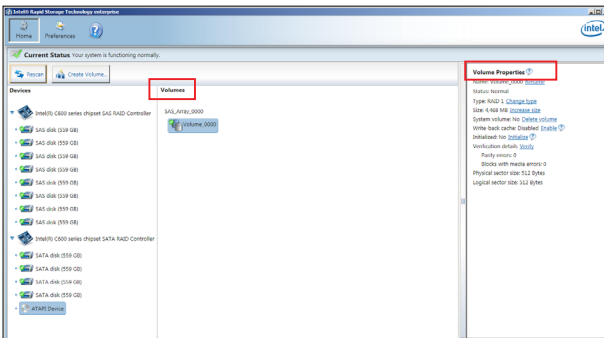 Intel® Rapid Storage Technology enterprise
Home
Preferences
intel
Current Status Your system is functioning normally.
Rescan
Create Volume...
Devices
Intel(R) C600 series chipset SAS RAID Controller
SAS disk (559 GB)
SAS disk (559 GB)
SAS disk (559 GB)
SAS disk (559 GB)
SAS disk (559 GB)
SAS disk (559 GB)
SAS disk (559 GB)
SAS disk (559 GB)
Intel(R) C600 series chipset SATA RAID Controller
SATA disk (559 GB)
SATA disk (559 GB)
SATA disk (559 GB)
SATA disk (559 GB)
ATAPI Device
Volumes
SAS_Array_0000
Volume_0000
Volume Properties
Name: Volume_0000 Rename
Status: Normal
Type: RAID 1 Change type
Size: 4,468 MB Increase size
System volume: No Delete volume
Write-back cache: Disabled Enable
Initialized: No Initialize
Verification details Verify
Parity errors: 0
Blocks with media errors: 0
Physical sector size: 512 Bytes
Logical sector size: 512 Bytes